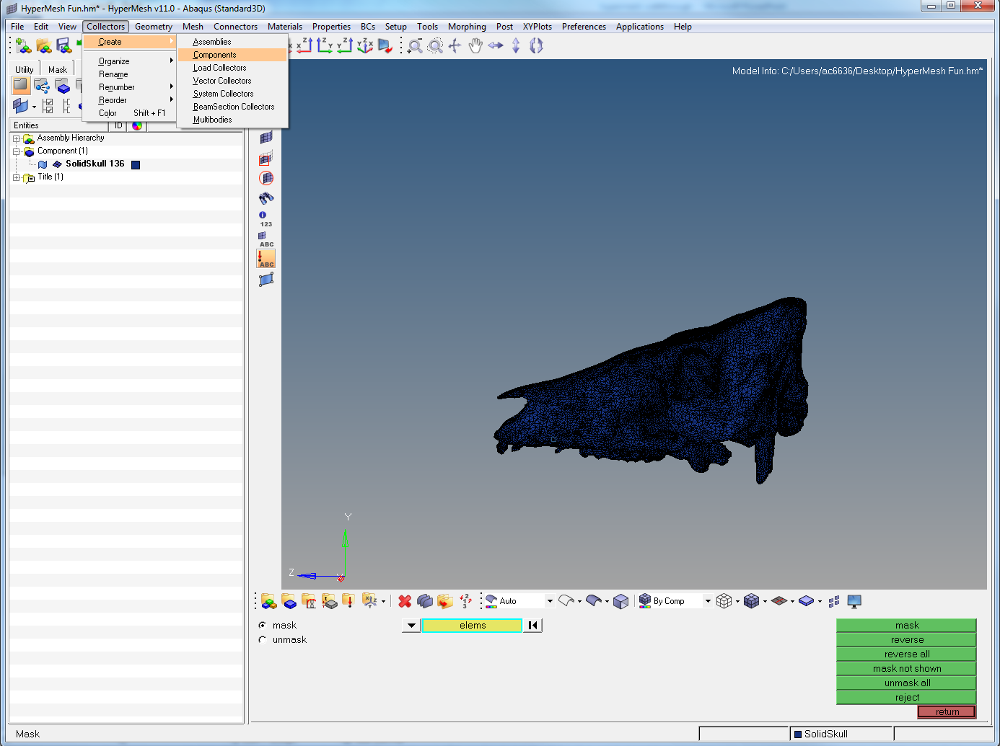 HyperMesh Fun.hm* - HyperMesh v11.0 - Abaqus (Standard3D)
File Edit View Collectors Geometry Mesh Connectors Materials Properties BCs Setup Tools Morphing Post XYPlots Preferences Applications Help
Create
Organize
Rename
Renumber
Reorder
Color Shift + F1
Assemblies
Components
Load Collectors
Vector Collectors
System Collectors
BeamSection Collectors
Multibodies
Utility Mask
Entities ID
Assembly Hierarchy
Component (1)
SolidSkull 136
Title (1)
Model Info: C:/Users/ac6636/Desktop/HyperMesh Fun.hm*
123
ABC
ABC
Y
Z
Auto
By Comp
mask
unmask
elems
mask
reverse
reverse all
mask not shown
unmask all
reject
return
Mask
SolidSkull